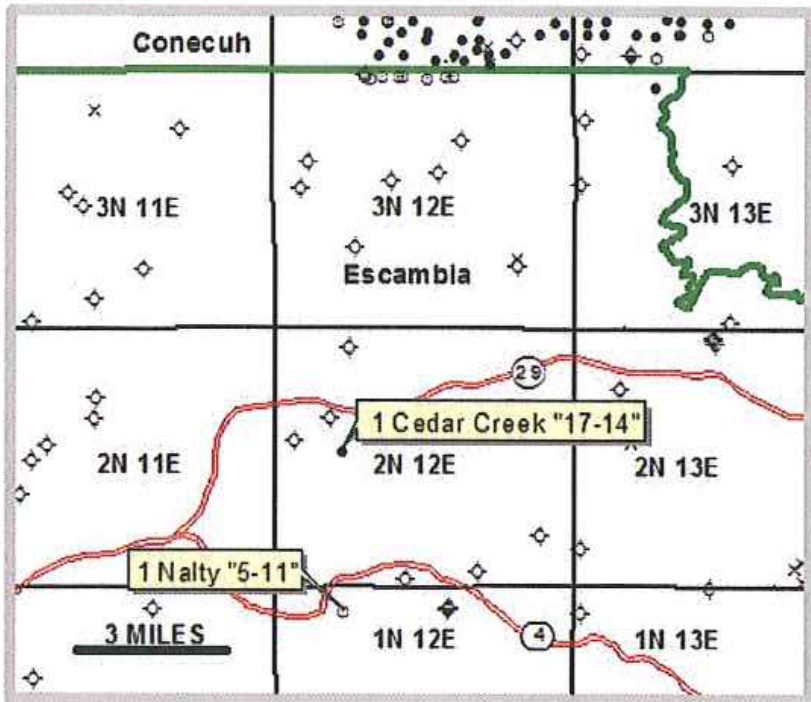 Conecuh
3N 11E
3N 12E
3N 13E
Escambia
29
1 Cedar Creek "17-14"
2N 11E
2N 12E
2N 13E
1 Nalty "5-11"
3 MILES
1N 12E
4
1N 13E